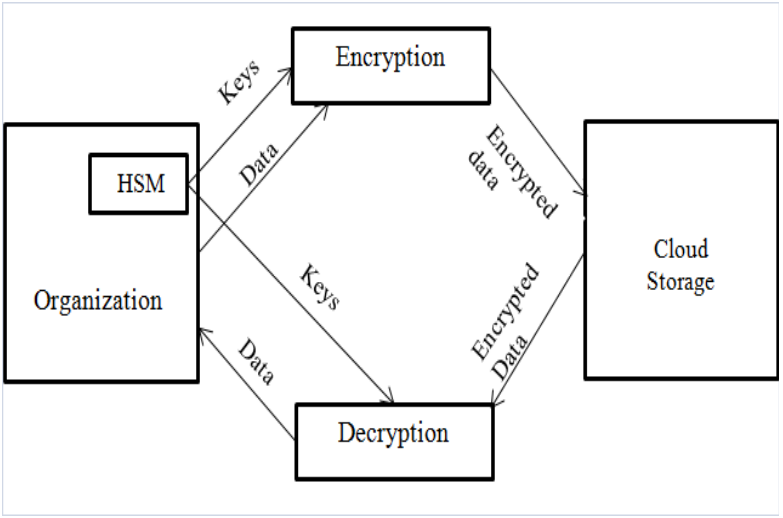 Encryption
Keys
Data
HSM
Organization
Encrypted
data
Cloud
Storage
Keys
Encrypted
Data
Data
Decryption